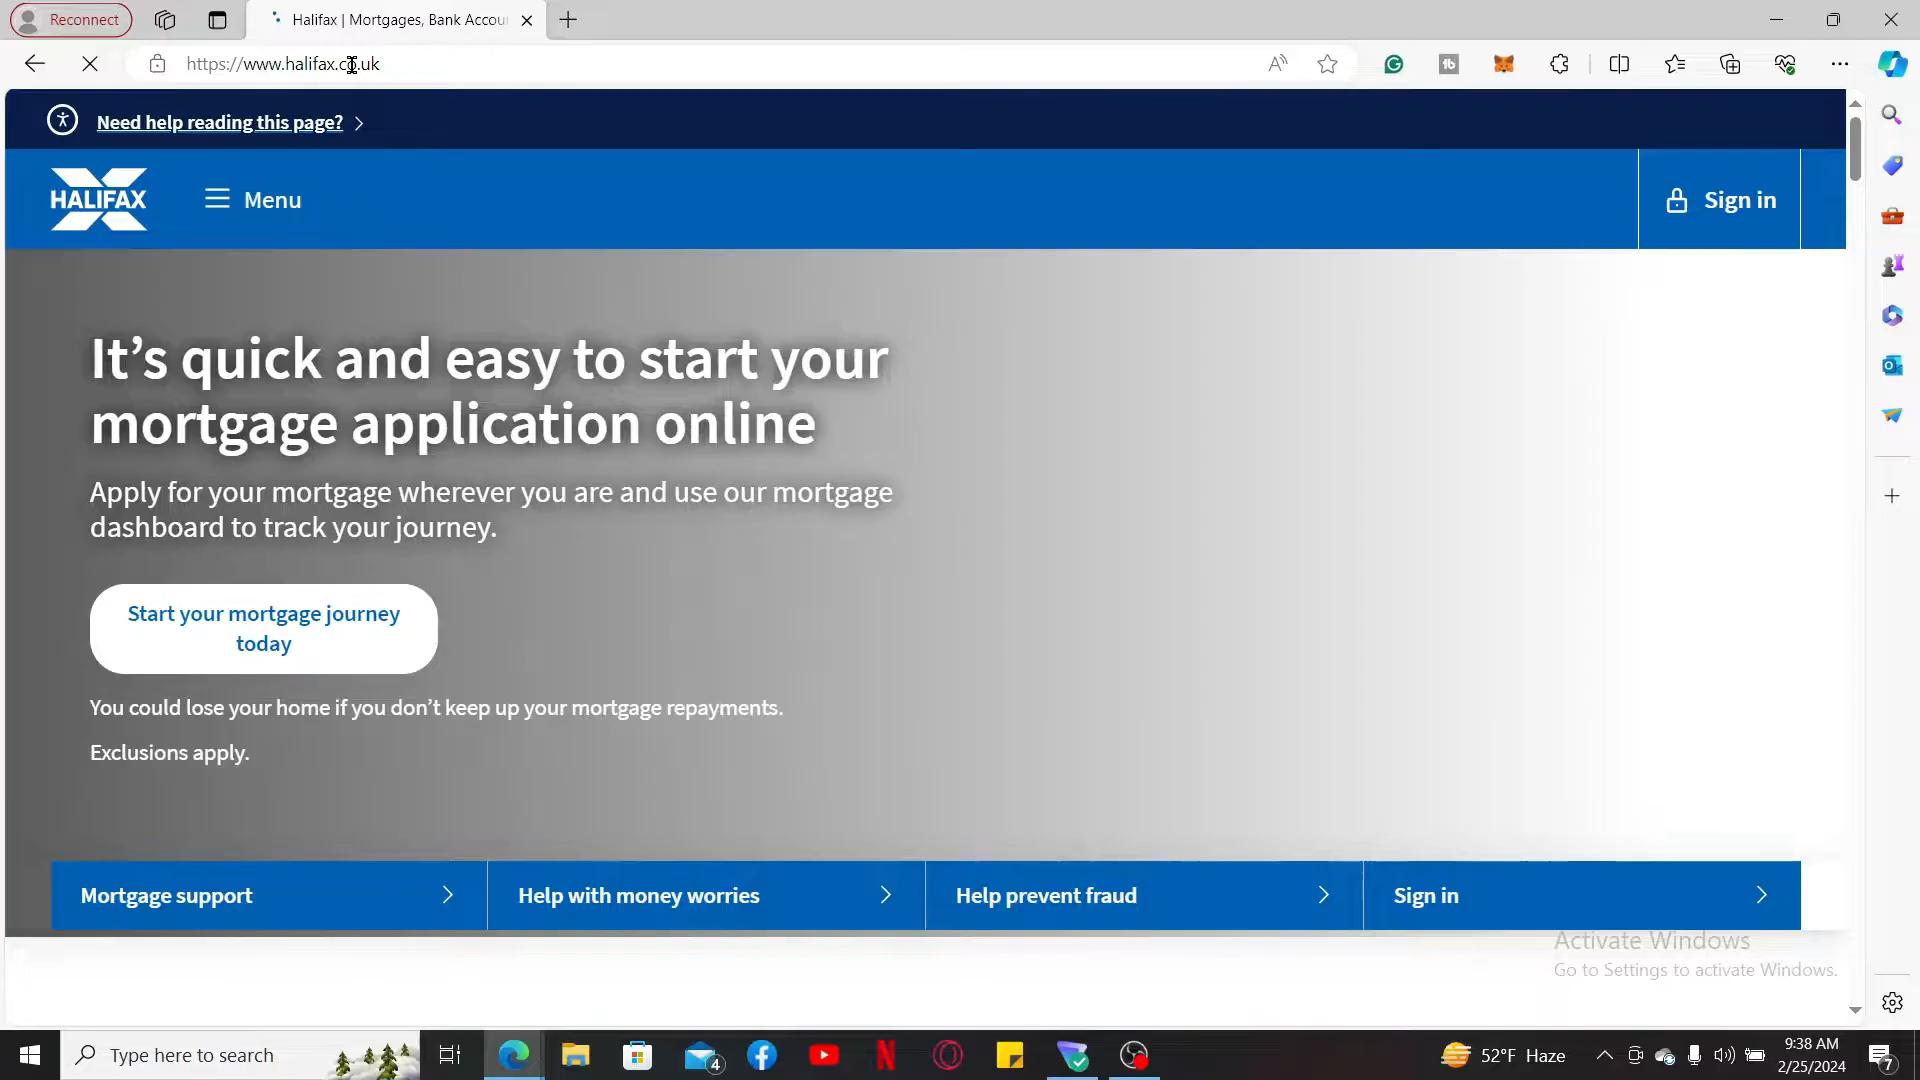 Reconnect
Halifax | Mortgages, Bank Accou
https://www.halifax.co.uk
Need help reading this page?
HALIFAX
Menu
Sign in
It’s quick and easy to start your
mortgage application online
Apply for your mortgage wherever you are and use our mortgage
dashboard to track your journey.
Start your mortgage journey
today
You could lose your home if you don’t keep up your mortgage repayments.
Exclusions apply.
Mortgage support
Help with money worries
Help prevent fraud
Sign in
Activate Windows
Go to Settings to activate Windows.
Type here to search
4
52°F Haze
9:38 AM
2/25/2024
7